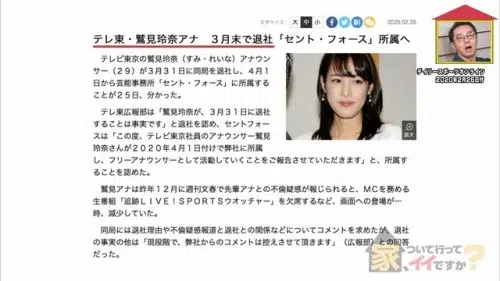 文字サイズ 大 中 小
2020.02.26
テレ東・鷲見玲奈アナ　３月末で退社「セント・フォース」所属へ
テレビ東京の鷲見玲奈（すみ・れいな）アナウ
ンサー（２９）が３月３１日に同局を退社し、４月１
日から芸能事務所「セント・フォース」に所属する
ことが２５日、分かった。
テレ東広報部は「鷲見玲奈が、３月３１日に退社
することは事実です」と退社を認め、セントフォース
は「この度、テレビ東京社員のアナウンサー鷲見
玲奈さんが２０２０年４月１日付けで弊社に所属
し、フリーアナウンサーとして活動していくことをご報告させていただきます」と、所属す
ることを認めた。
拡大
鷲見アナは昨年１２月に週刊文春で先輩アナとの不倫疑惑が報じられると、ＭＣを務める
生番組「追跡ＬＩＶＥ！ＳＰＯＲＴＳウオッチャー」を欠席するなど、画面への登場が一
時、減少していた。
同局には退社理由や不倫疑惑報道と退社との関係などについてコメントを求めたが、退社
の事実の他は「現段階で、弊社からのコメントは控えさせて頂きます」（広報部）との回答
だった。
デイリースポーツオンライン
2020年2月26日付
家、ついて行ってイイですか？